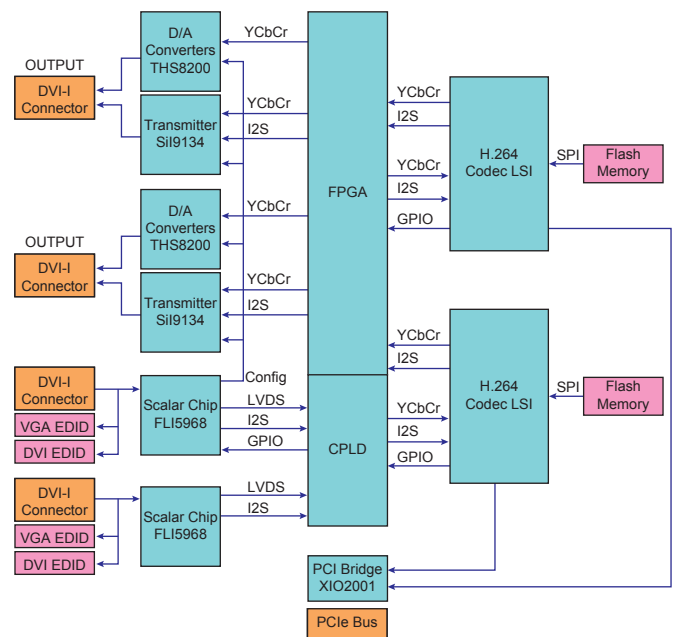 D/A
Converters
THS8200
YCbCr
OUTPUT
DVI-I
Connector
Transmitter
SiI9134
YCbCr
I2S
FPGA
YCbCr
I2S
YCbCr
I2S
GPIO
H.264
Codec LSI
SPI
Flash
Memory
D/A
Converters
THS8200
YCbCr
OUTPUT
DVI-I
Connector
Transmitter
SiI9134
YCbCr
I2S
YCbCr
I2S
YCbCr
I2S
GPIO
H.264
Codec LSI
SPI
Flash
Memory
DVI-I
Connector
VGA EDID
DVI EDID
Scalar Chip
FLI5968
Config
LVDS
I2S
GPIO
CPLD
DVI-I
Connector
VGA EDID
DVI EDID
Scalar Chip
FLI5968
LVDS
I2S
PCI Bridge
XIO2001
PCIe Bus